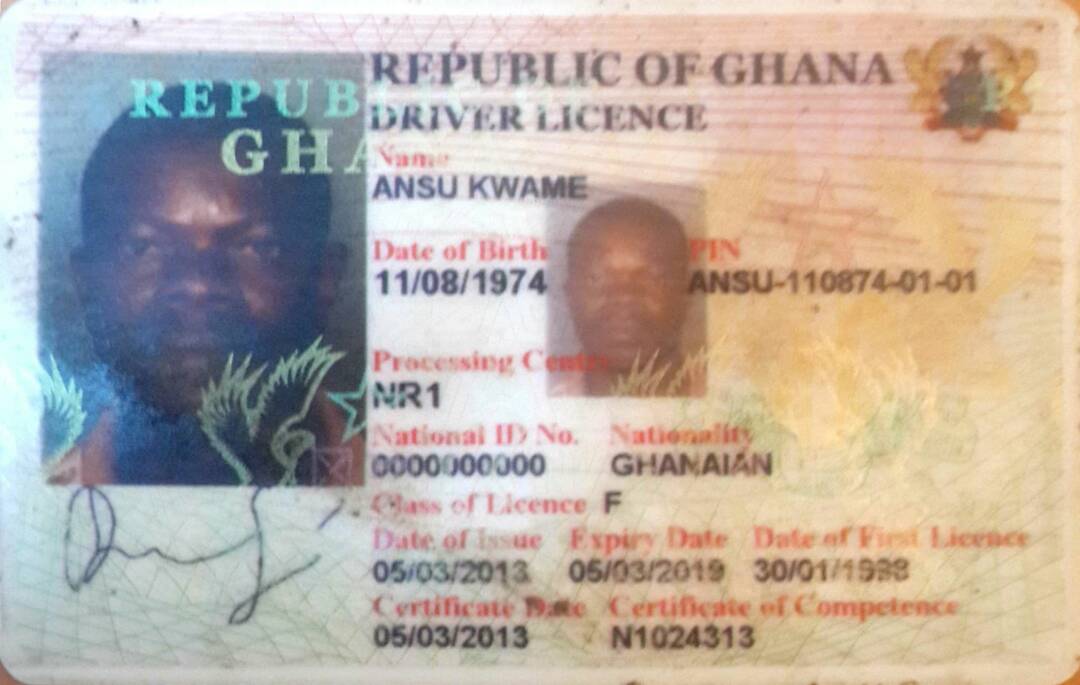 REPUBLIC OF GHANA
REPUB
DRIVER LICENCE
GHA
Name
ANSU KWAME
Date of Birth PIN
11/08/1974 ANSU-110874-01-01
Processing Centre
NR1
National ID No. Nationality
0000000000 GHANAIAN
Class of Licence F
Date of Issue Expiry Date Date of First Licence
05/03/2013 05/03/2019 30/01/1998
Certificate Date Certificate of Competence
05/03/2013 N1024313